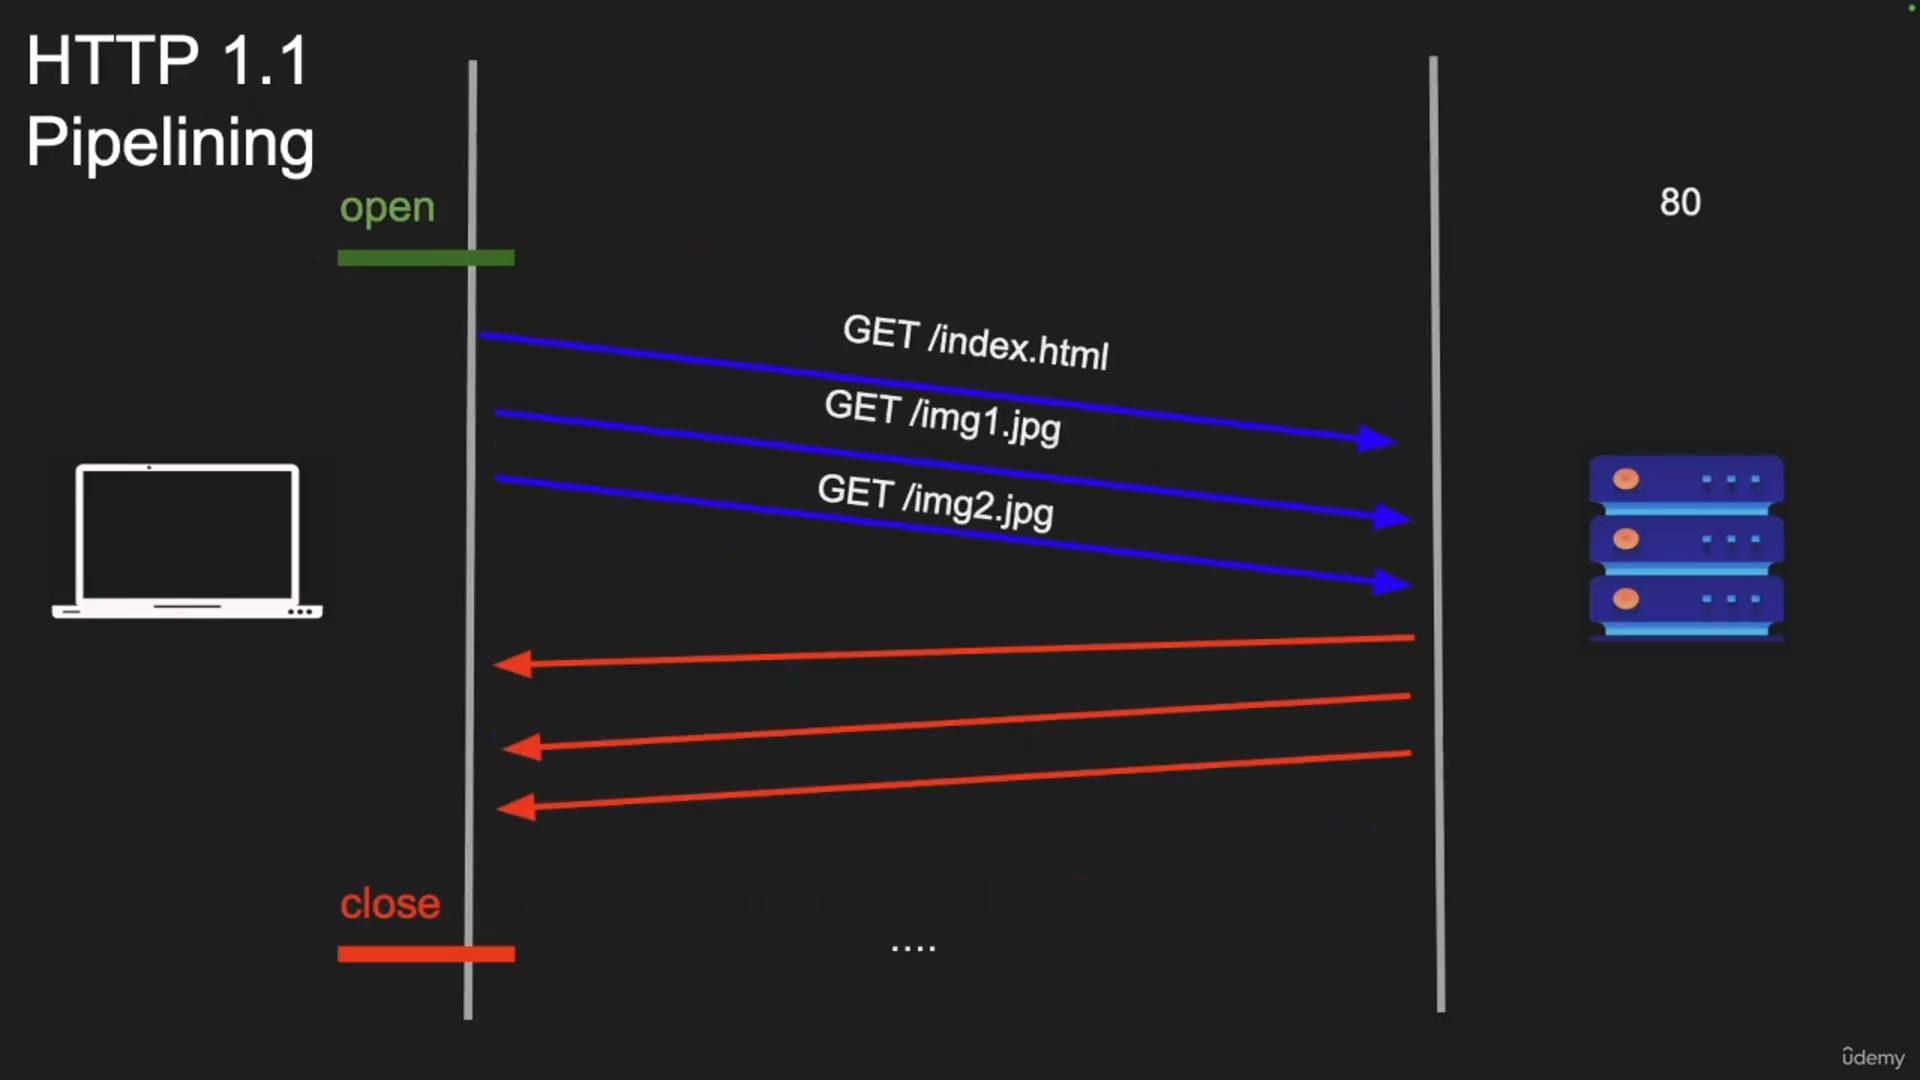 HTTP 1.1
Pipelining
open
80
GET /index.html
GET /img1.jpg
GET /img2.jpg
close
....
ûdemy